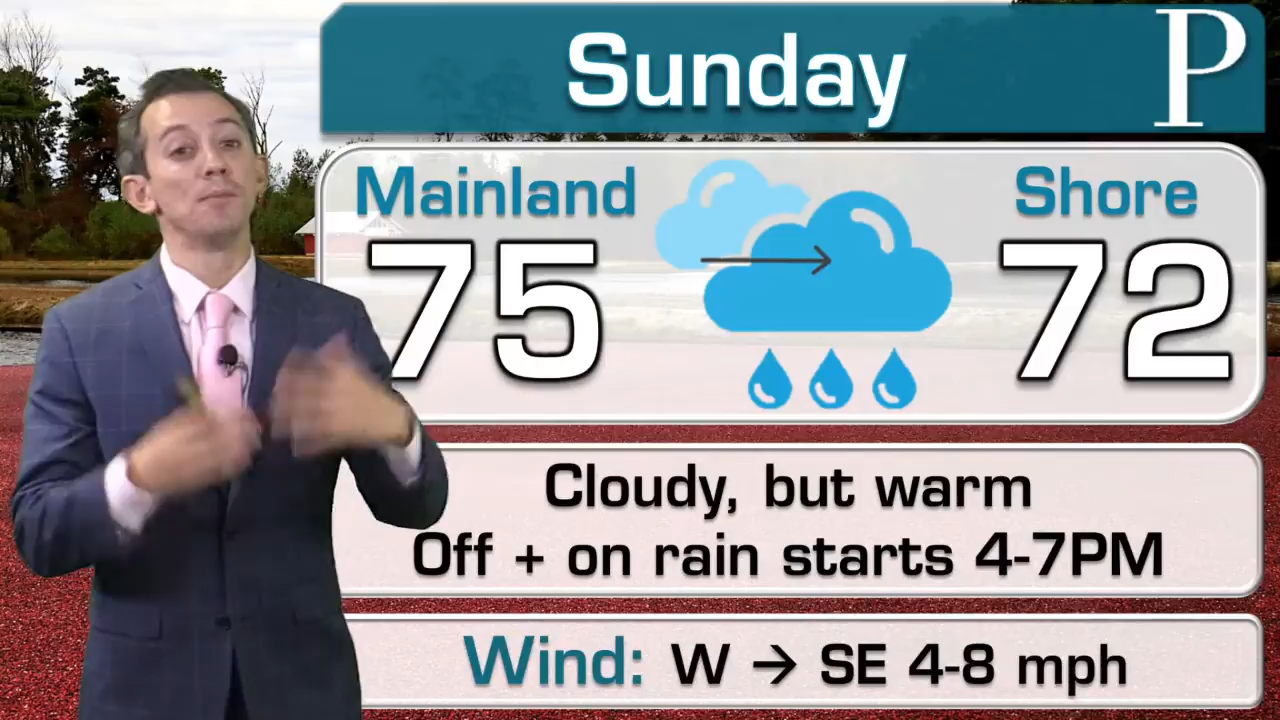 Sunday
P
Mainland
Shore
75
72
Cloudy, but warm
Off + on rain starts 4-7PM
Wind: W → SE 4-8 mph